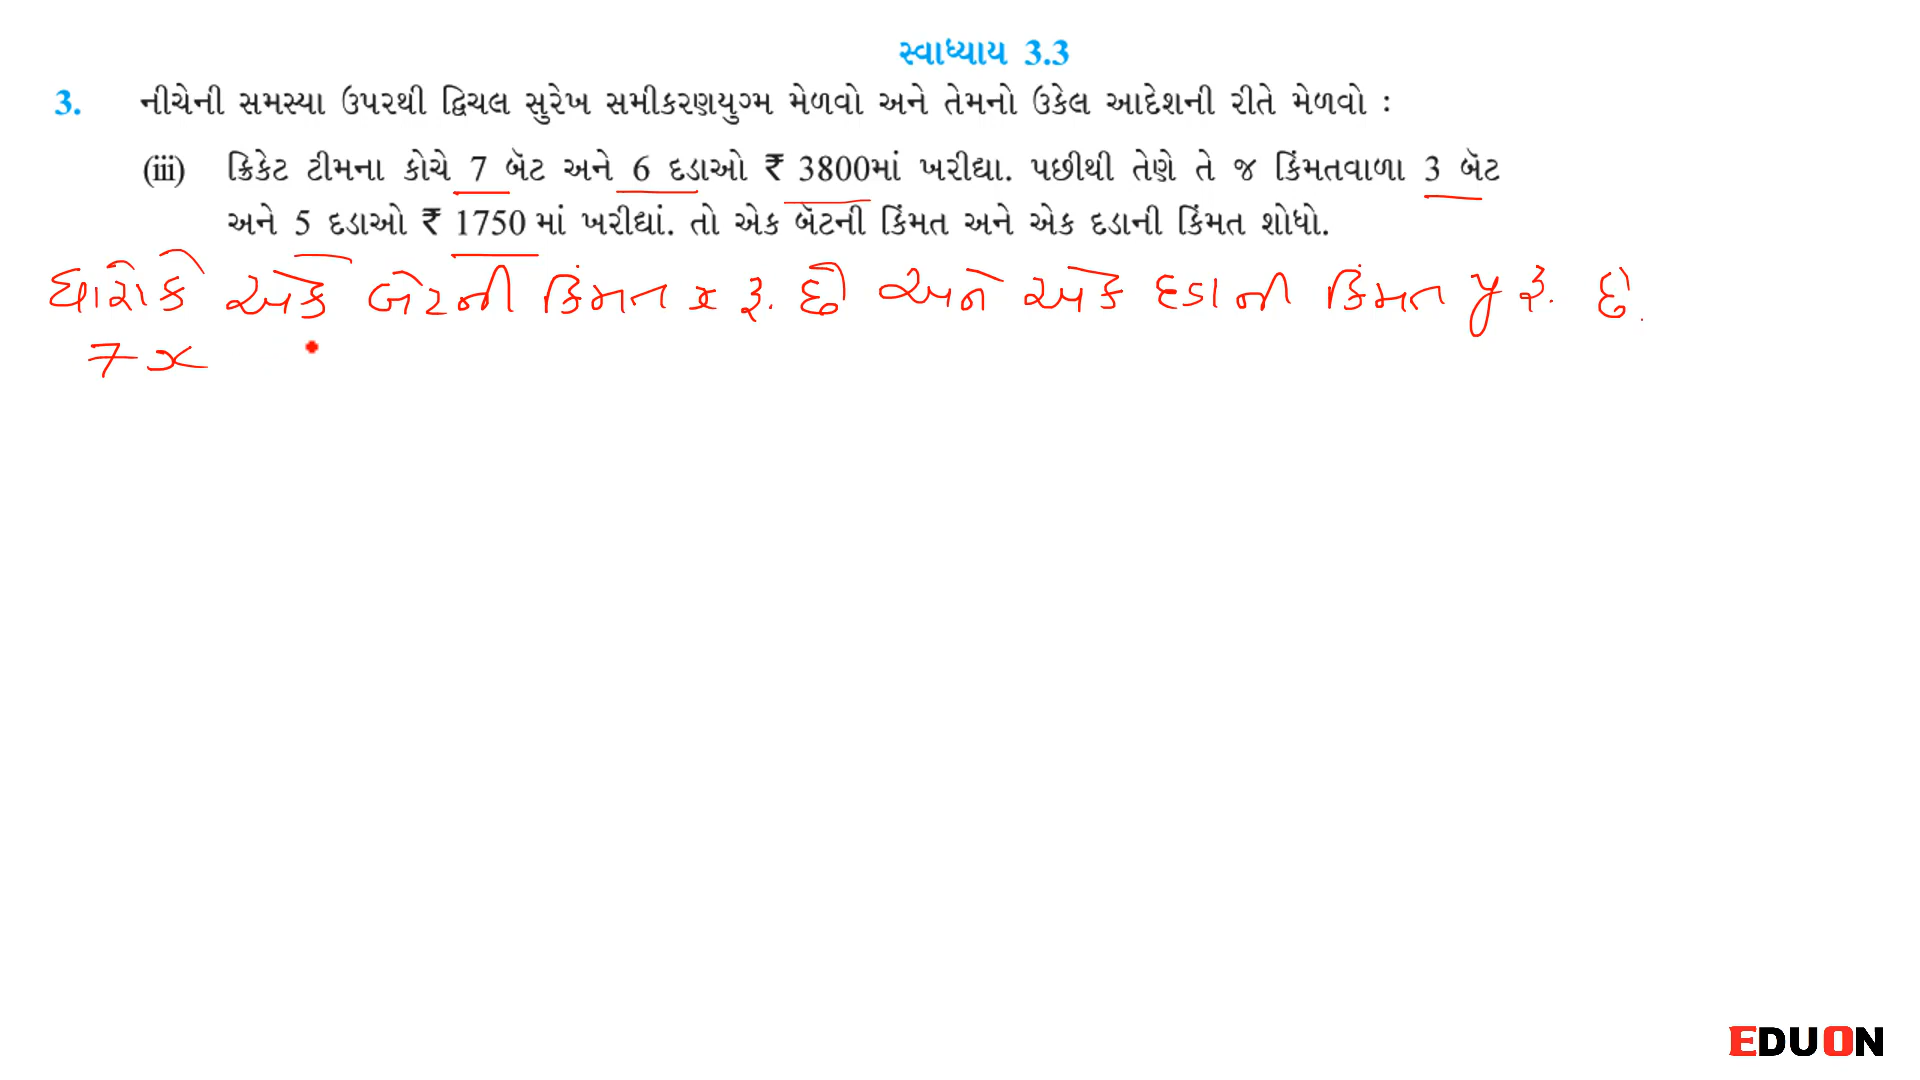 સ્વાધ્યાય 3.3
3. નીચેની સમસ્યા ઉપરથી દ્વિચલ સુરેખ સમીકરણયુગ્મ મેળવો અને તેમનો ઉકેલ આદેશની રીતે મેળવો :
(iii) ક્રિકેટ ટીમના કોચે 7 બૅટ અને 6 દડાઓ ₹ 3800માં ખરીદ્યા. પછીથી તેણે તે જ કિંમતવાળા 3 બૅટ
અને 5 દડાઓ ₹ 1750 માં ખરીદ્યાં. તો એક બૅટની કિંમત અને એક દડાની કિંમત શોધો.
ધારોકે એક બેટની કિંમત x રૂ. છે અને એક દડાની કિંમત y રૂ. છે.
7x
EDUON